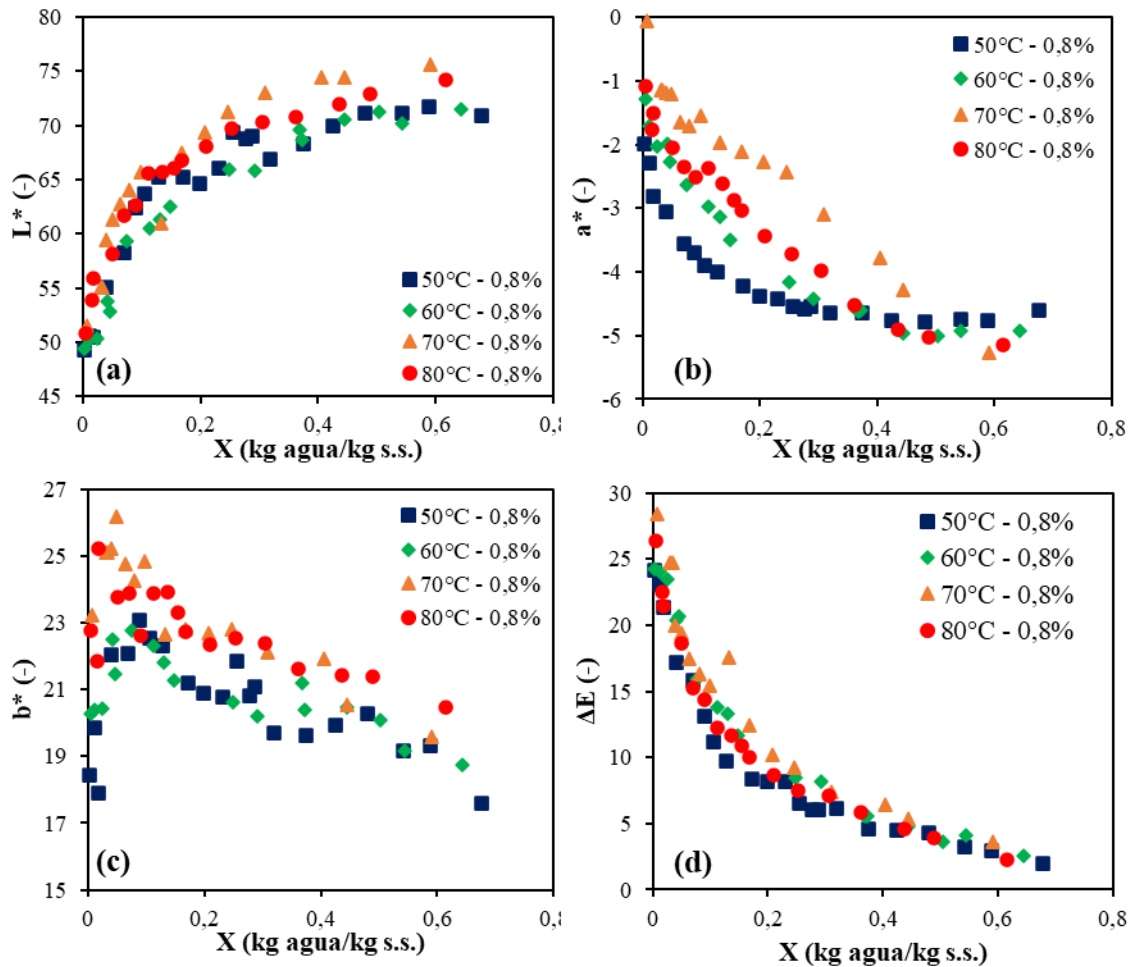 80
75
70
65
60
55
50
45
L* (-)
50°C - 0,8%
60°C - 0,8%
70°C - 0,8%
80°C - 0,8%
(a)
0
0,2
0,4
0,6
0,8
X (kg agua/kg s.s.)
0
-1
-2
-3
-4
-5
-6
a* (-)
50°C - 0,8%
60°C - 0,8%
70°C - 0,8%
80°C - 0,8%
(b)
0
0,2
0,4
0,6
0,8
X (kg agua/kg s.s.)
27
25
23
21
19
17
15
b* (-)
50°C - 0,8%
60°C - 0,8%
70°C - 0,8%
80°C - 0,8%
(c)
0
0,2
0,4
0,6
0,8
X (kg agua/kg s.s.)
30
25
20
15
10
5
0
ΔE (-)
50°C - 0,8%
60°C - 0,8%
70°C - 0,8%
80°C - 0,8%
(d)
0
0,2
0,4
0,6
0,8
X (kg agua/kg s.s.)